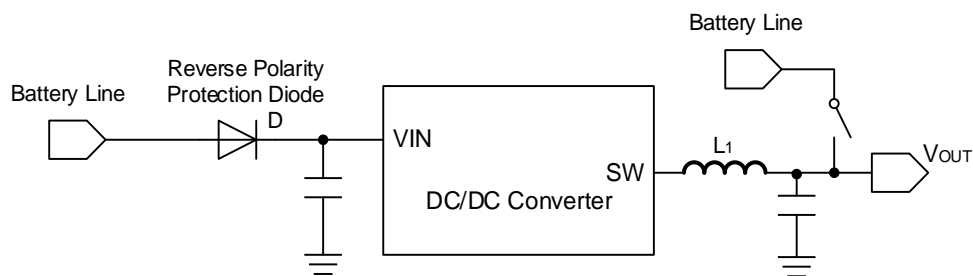 Battery Line
Reverse Polarity
Protection Diode
D
Battery Line
VIN
SW
DC/DC Converter
L1
VOUT